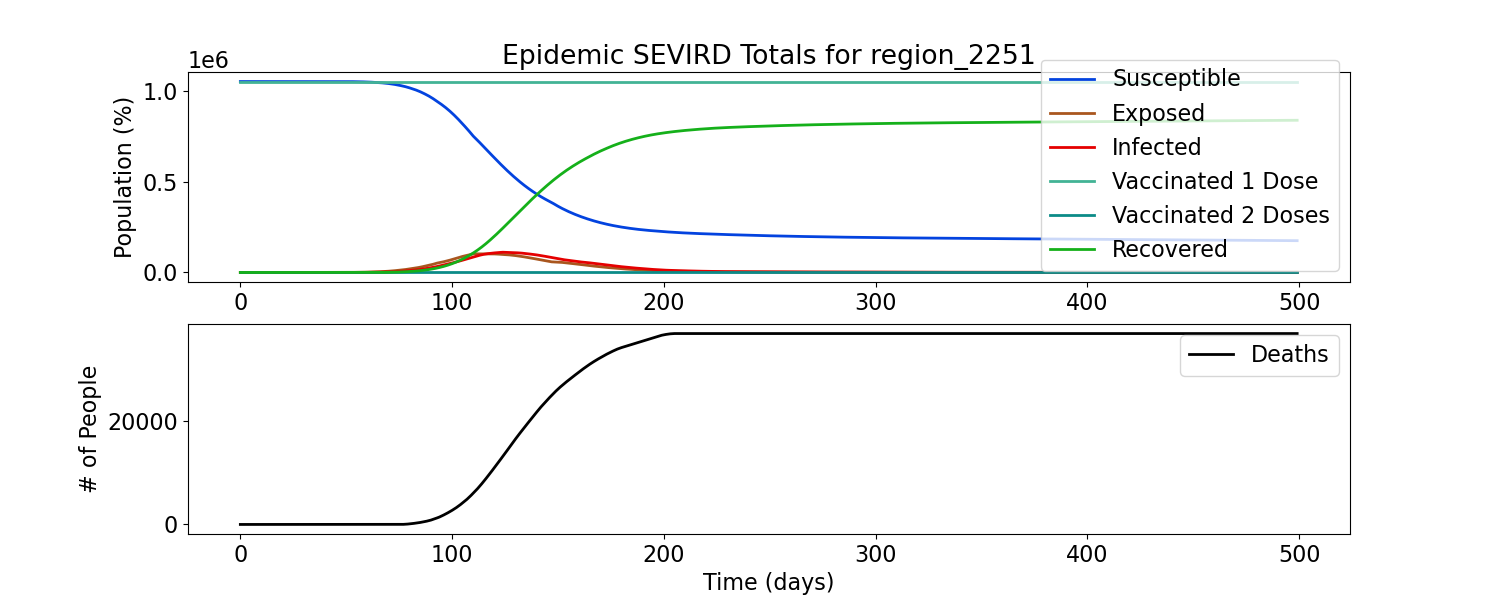 Epidemic SEVIRD Totals for region_2251
1e6
Population (%)
1.0
0.5
0.0
Susceptible
Exposed
Infected
Vaccinated 1 Dose
Vaccinated 2 Doses
Recovered
0 100 200 300 400 500
# of People
20000
0
Deaths
0 100 200 300 400 500
Time (days)